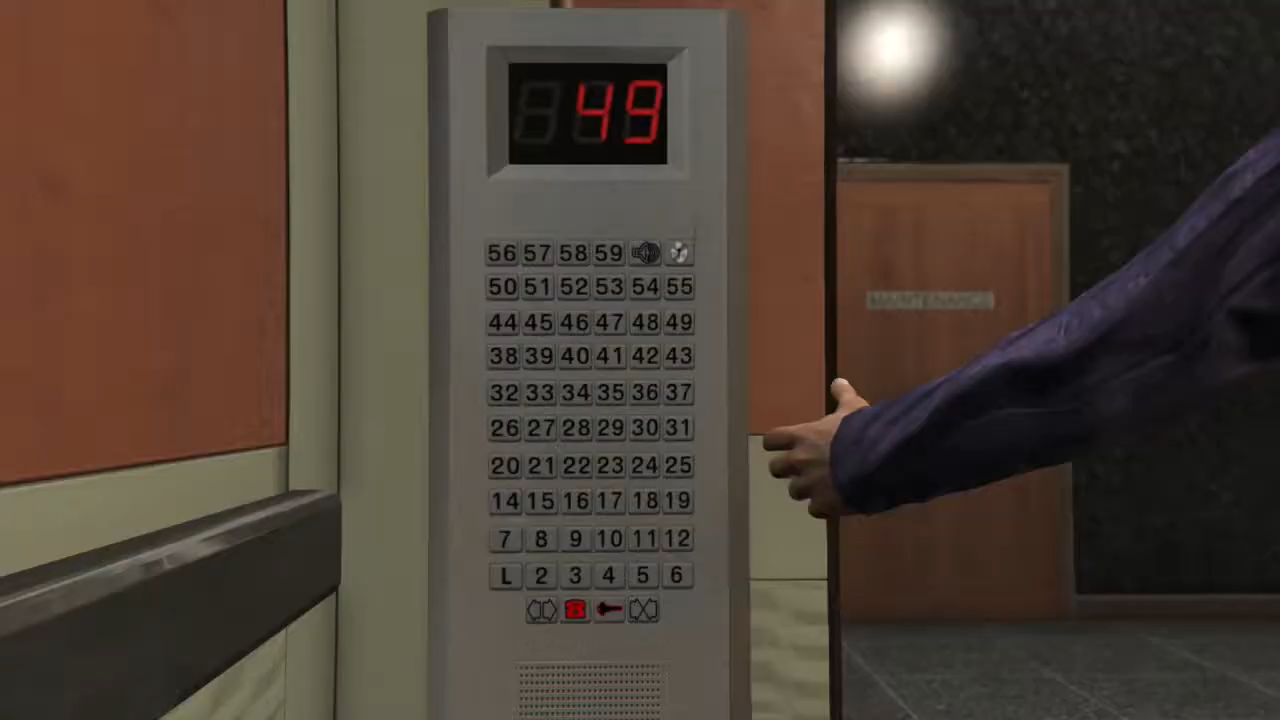 49
56 57 58 59
50 51 52 53 54 55
44 45 46 47 48 49
38 39 40 41 42 43
32 33 34 35 36 37
26 27 28 29 30 31
20 21 22 23 24 25
14 15 16 17 18 19
7 8 9 10 11 12
L 2 3 4 5 6
MAINTENANCE